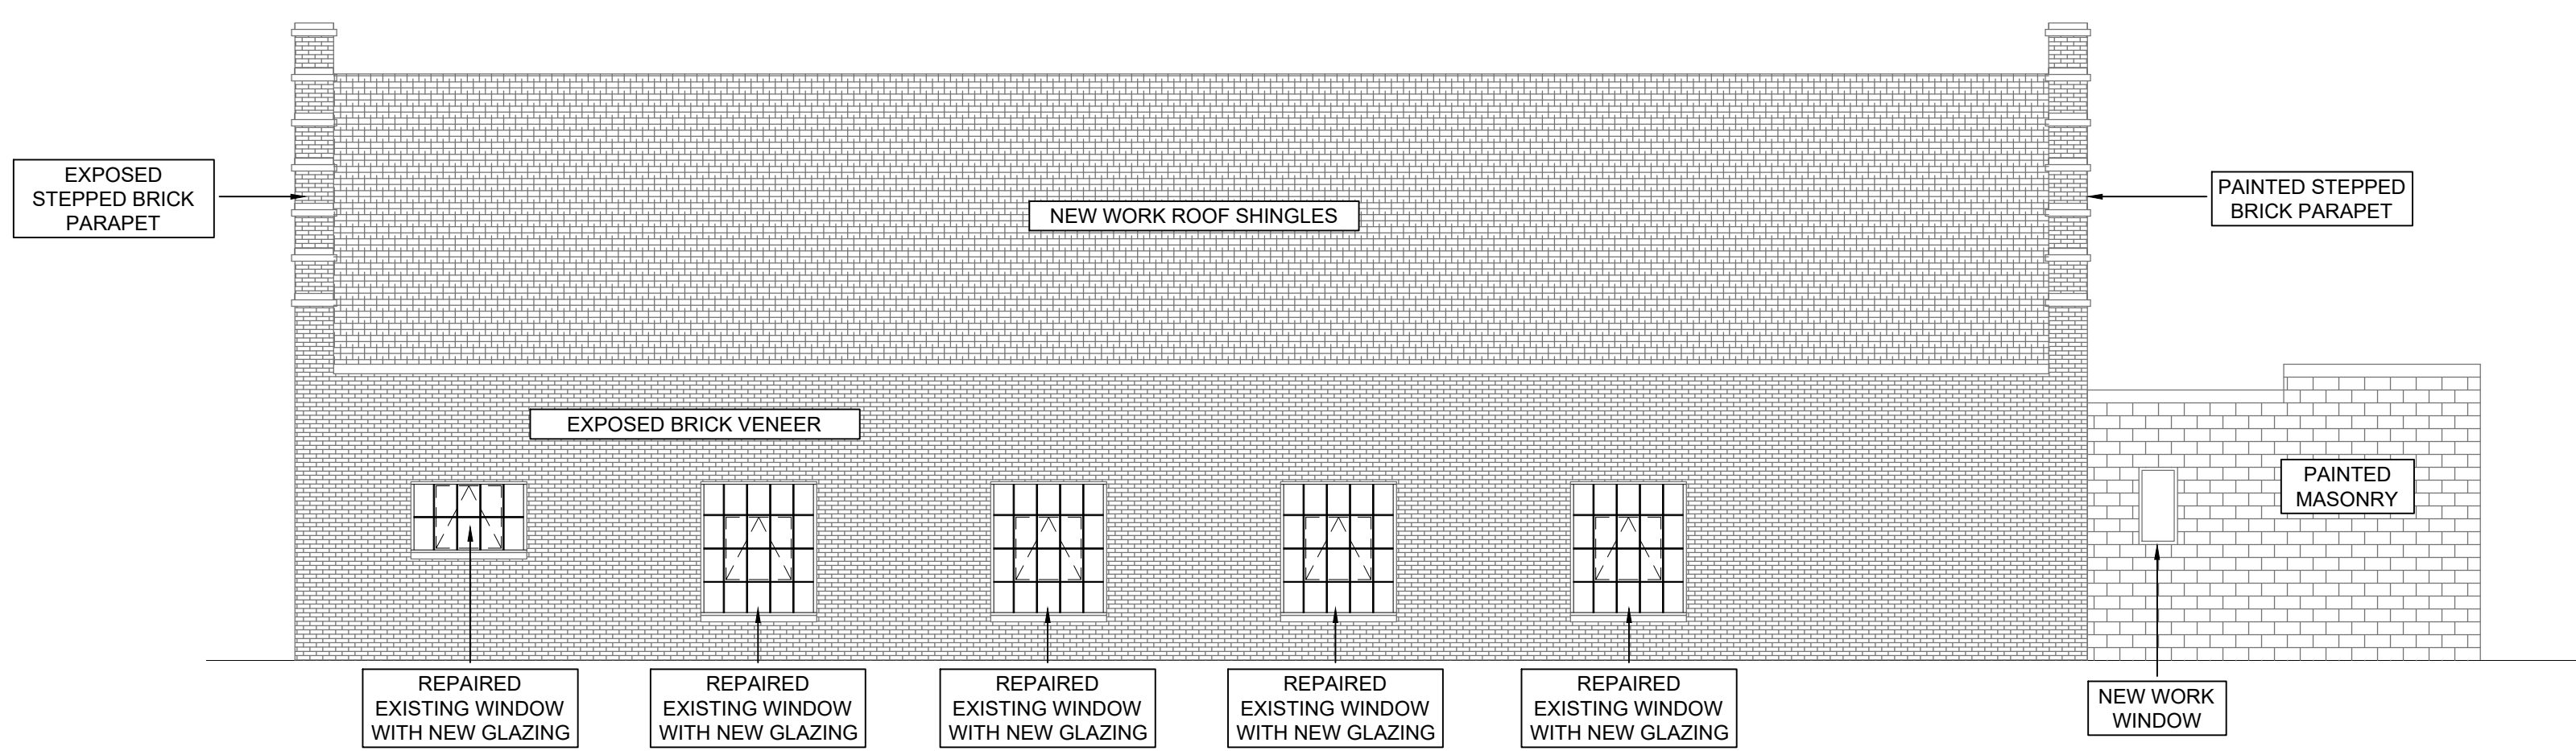 EXPOSED
STEPPED BRICK
PARAPET
NEW WORK ROOF SHINGLES
PAINTED STEPPED
BRICK PARAPET
EXPOSED BRICK VENEER
PAINTED
MASONRY
REPAIRED
EXISTING WINDOW
WITH NEW GLAZING
REPAIRED
EXISTING WINDOW
WITH NEW GLAZING
REPAIRED
EXISTING WINDOW
WITH NEW GLAZING
REPAIRED
EXISTING WINDOW
WITH NEW GLAZING
REPAIRED
EXISTING WINDOW
WITH NEW GLAZING
NEW WORK
WINDOW